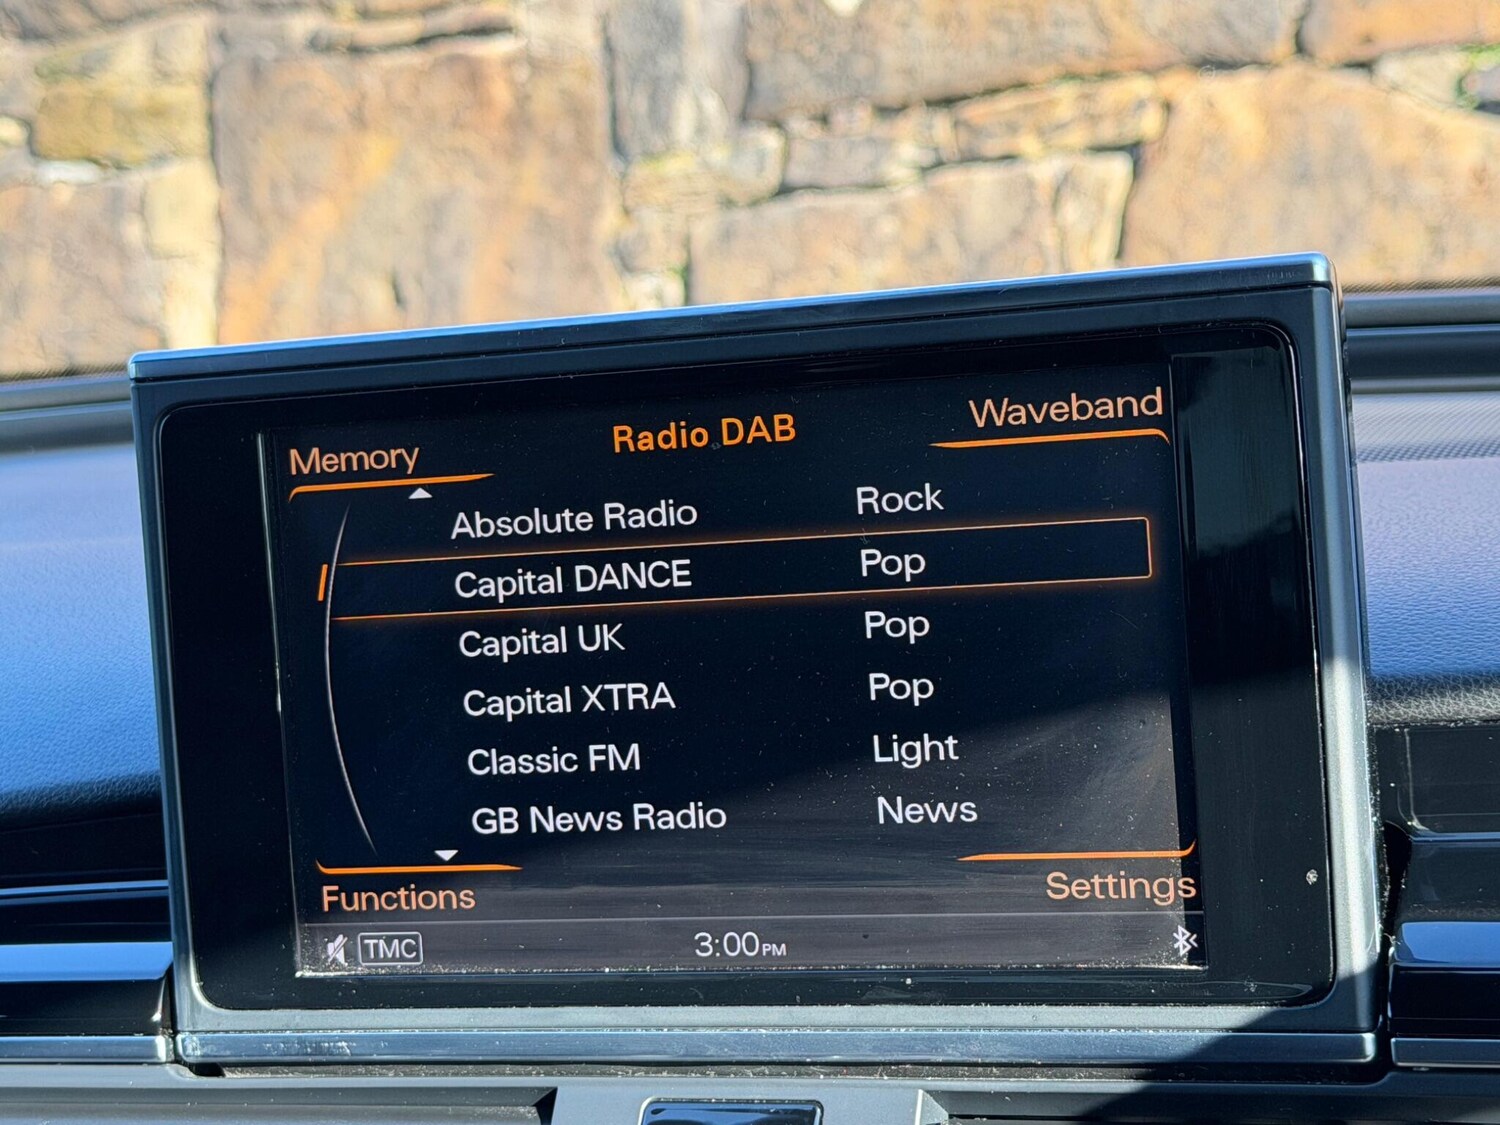 Memory Radio DAB Waveband
Absolute Radio Rock
Capital DANCE Pop
Capital UK Pop
Capital XTRA Pop
Classic FM Light
GB News Radio News
Functions Settings
TMC 3:00PM